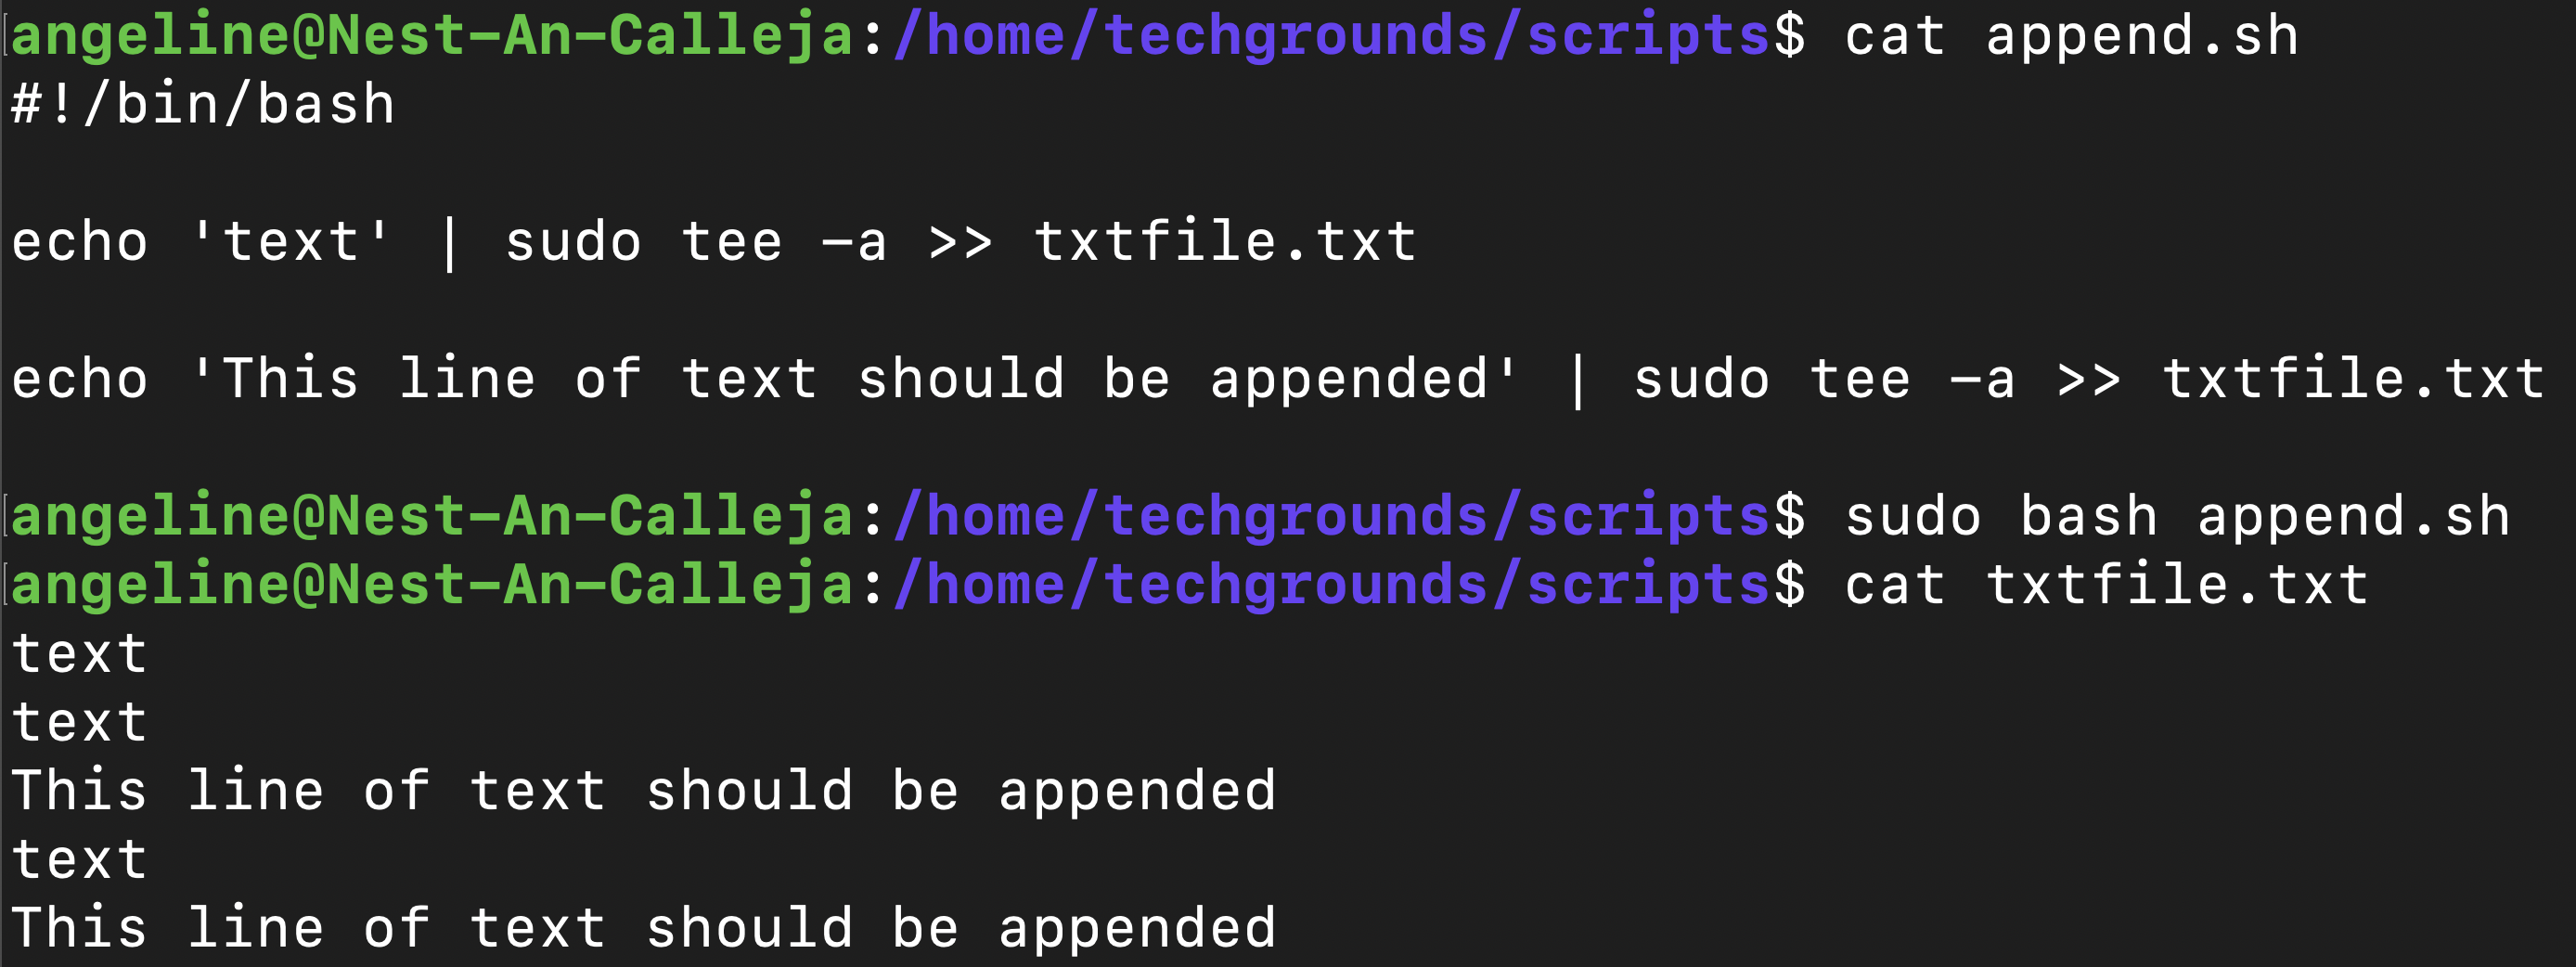 angeline@Nest-An-Calleja:/home/techgrounds/scripts$ cat append.sh
#!/bin/bash
echo 'text' | sudo tee -a >> txtfile.txt
echo 'This line of text should be appended' | sudo tee -a >> txtfile.txt
angeline@Nest-An-Calleja:/home/techgrounds/scripts$ sudo bash append.sh
angeline@Nest-An-Calleja:/home/techgrounds/scripts$ cat txtfile.txt
text
text
This line of text should be appended
text
This line of text should be appended